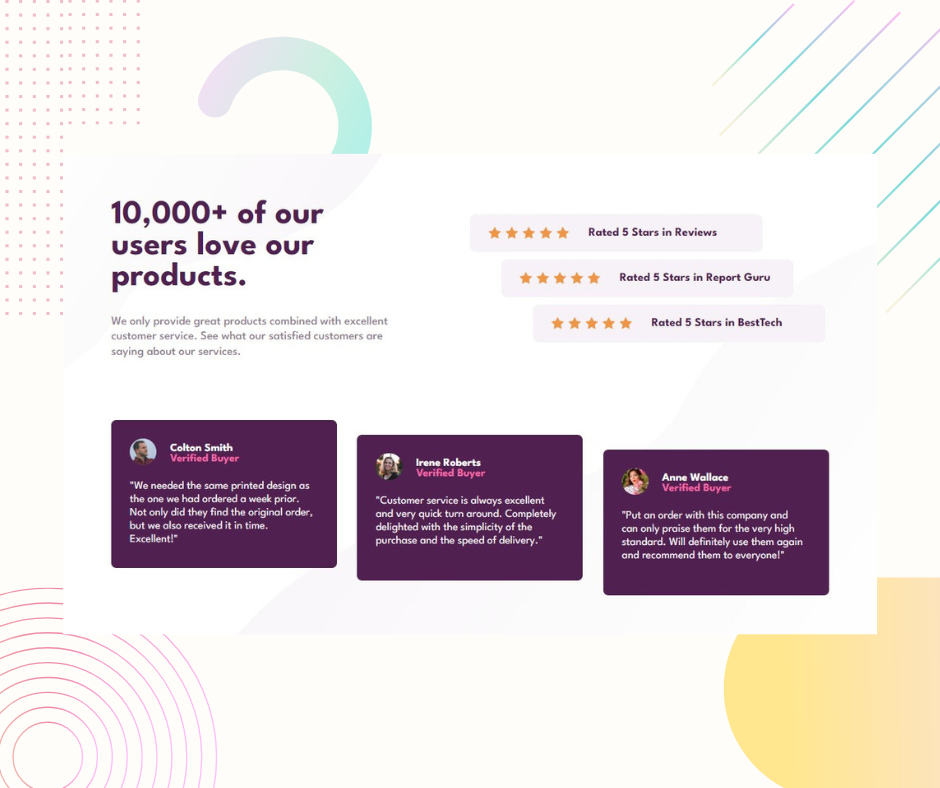 10,000+ of our
users love our
products.
We only provide great products combined with excellent
customer service. See what our satisfied customers are
saying about our services.
Rated 5 Stars in Reviews
Rated 5 Stars in Report Guru
Rated 5 Stars in BestTech
Colton Smith
Verified Buyer
"We needed the same printed design as
the one we had ordered a week prior.
Not only did they find the original order,
but we also received it in time.
Excellent!"
Irene Roberts
Verified Buyer
"Customer service is always excellent
and very quick turn around. Completely
delighted with the simplicity of the
purchase and the speed of delivery."
Anne Wallace
Verified Buyer
"Put an order with this company and
can only praise them for the very high
standard. Will definitely use them again
and recommend them to everyone!"